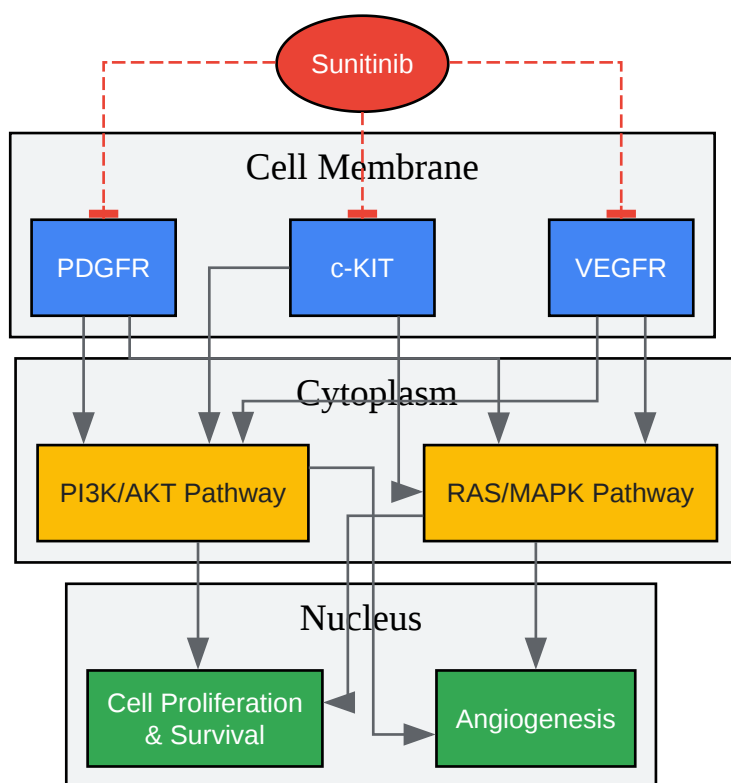 Sunitinib
Cell Membrane
PDGFR
c-KIT
VEGFR
Cytoplasm
PI3K/AKT Pathway
RAS/MAPK Pathway
Nucleus
Cell Proliferation
& Survival
Angiogenesis